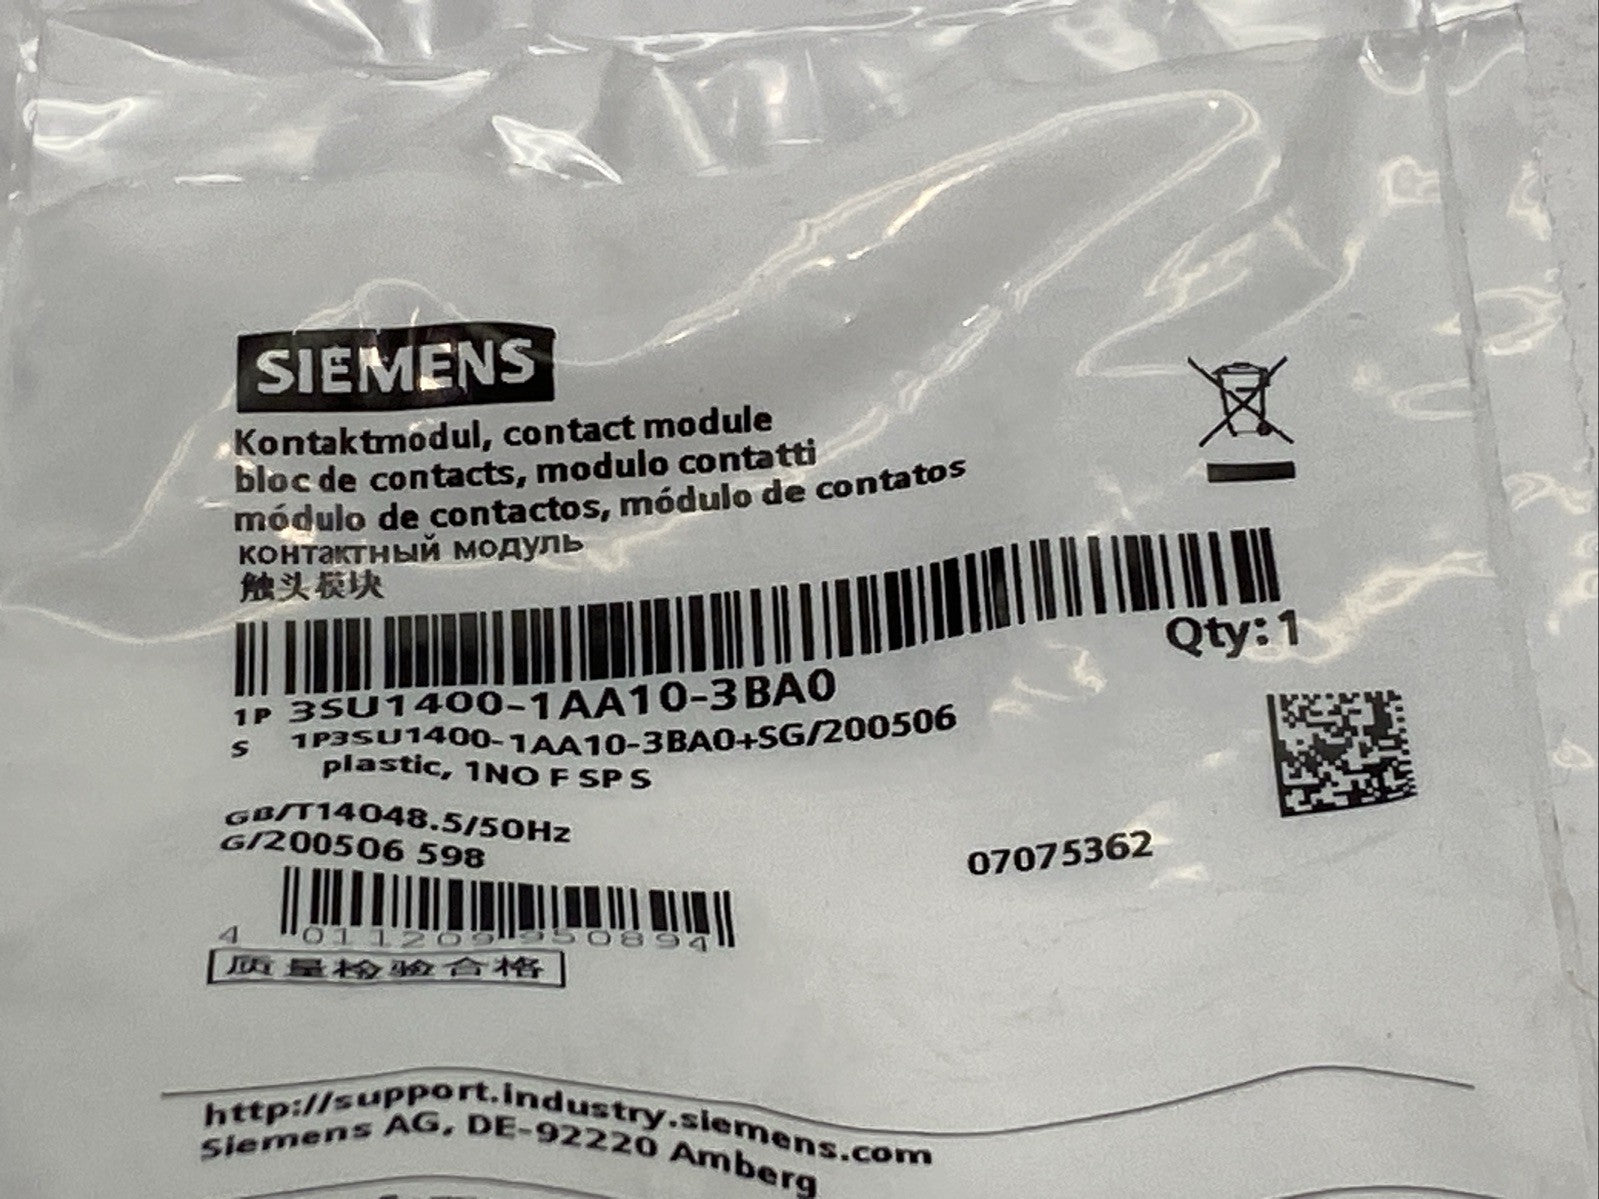 SIEMENS
Kontaktmodul, contact module
bloc de contacts, modulo contatti
módulo de contactos, módulo de contatos
контактный модуль
触头模块
Qty: 1
1P 3SU1400-1AA10-3BA0
S 1P3SU1400-1AA10-3BA0+SG/200506
plastic, 1NO F SP S
GB/T14048.5/50Hz
G/200506 598
07075362
4 011209 950894
质量检验合格
http://support.industry.siemens.com
Siemens AG, DE-92220 Amberg